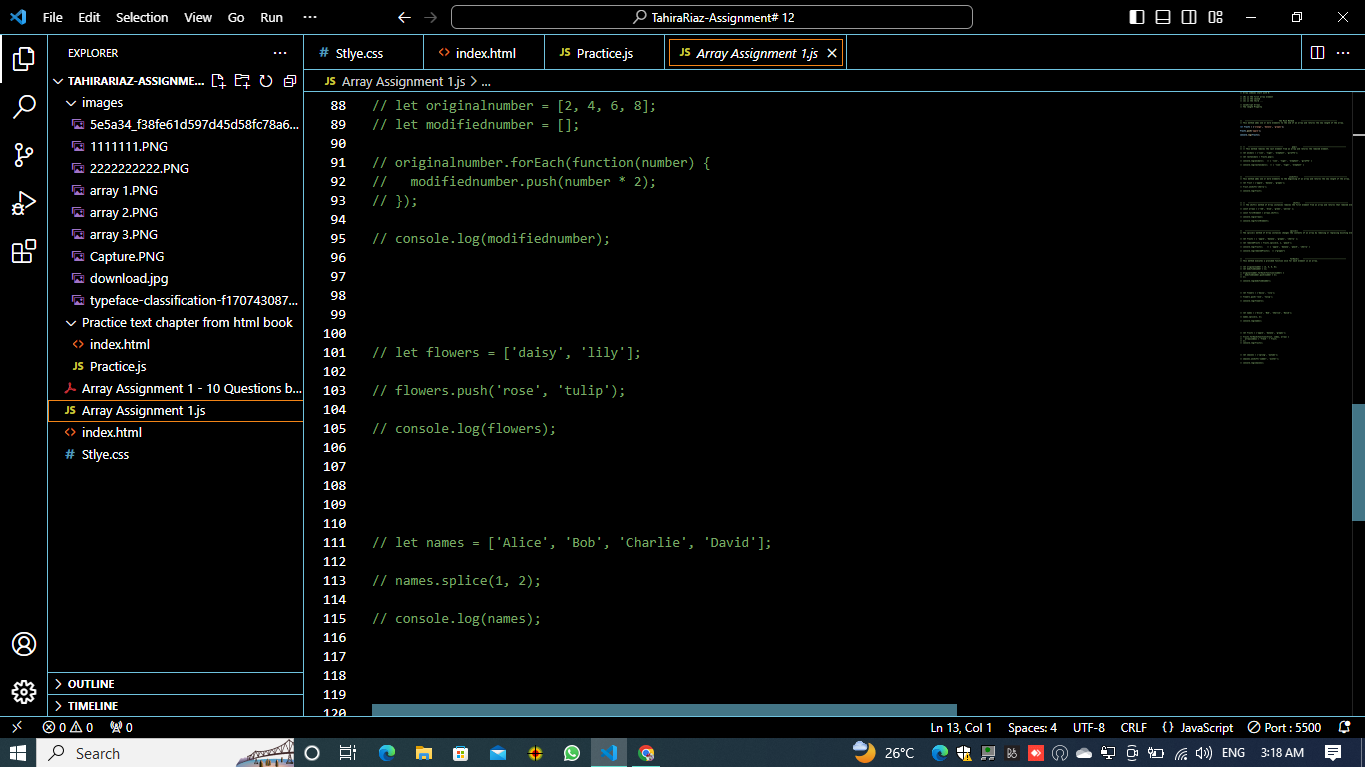 File Edit Selection View Go Run ···
TahiraRiaz-Assignment# 12
EXPLORER
TAHIRARIAZ-ASSIGNME...
images
5e5a34_f38fe61d597d45d58fc78a6...
1111111.PNG
2222222222.PNG
array 1.PNG
array 2.PNG
array 3.PNG
Capture.PNG
download.jpg
typeface-classification-f170743087...
Practice text chapter from html book
<> index.html
JS Practice.js
Array Assignment 1 - 10 Questions b...
JS Array Assignment 1.js
<> index.html
# Stlye.css
OUTLINE
TIMELINE
# Stlye.css
<> index.html
JS Practice.js
JS Array Assignment 1.js
JS Array Assignment 1.js > ...
88 // let originalnumber = [2, 4, 6, 8];
89 // let modifiednumber = [];
90
91 // originalnumber.forEach(function(number) {
92 //   modifiednumber.push(number * 2);
93 // });
94
95 // console.log(modifiednumber);
96
97
98
99
100
101 // let flowers = ['daisy', 'lily'];
102
103 // flowers.push('rose', 'tulip');
104
105 // console.log(flowers);
106
107
108
109
110
111 // let names = ['Alice', 'Bob', 'Charlie', 'David'];
112
113 // names.splice(1, 2);
114
115 // console.log(names);
116
117
118
119
120
0 0 0
Ln 13, Col 1 Spaces: 4 UTF-8 CRLF {} JavaScript Port : 5500
Search
26°C
ENG 3:18 AM